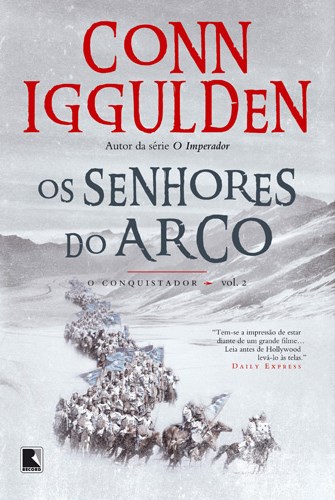 CONN
IGGULDEN
Autor da série O Imperador
OS SENHORES
DO ARCO
O CONQUISTADOR vol. 2
"Tem-se a impressão de estar
diante de um grande filme...
Leia antes de Hollywood
levá-lo às telas."
DAILY EXPRESS
R
RECORD